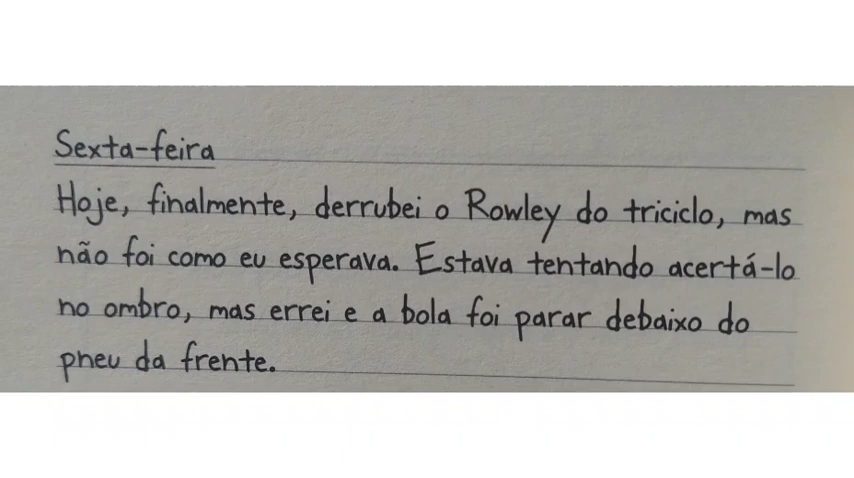 Sexta-feira
Hoje, finalmente, derrubei o Rowley do triciclo, mas
não foi como eu esperava. Estava tentando acertá-lo
no ombro, mas errei e a bola foi parar debaixo do
pneu da frente.